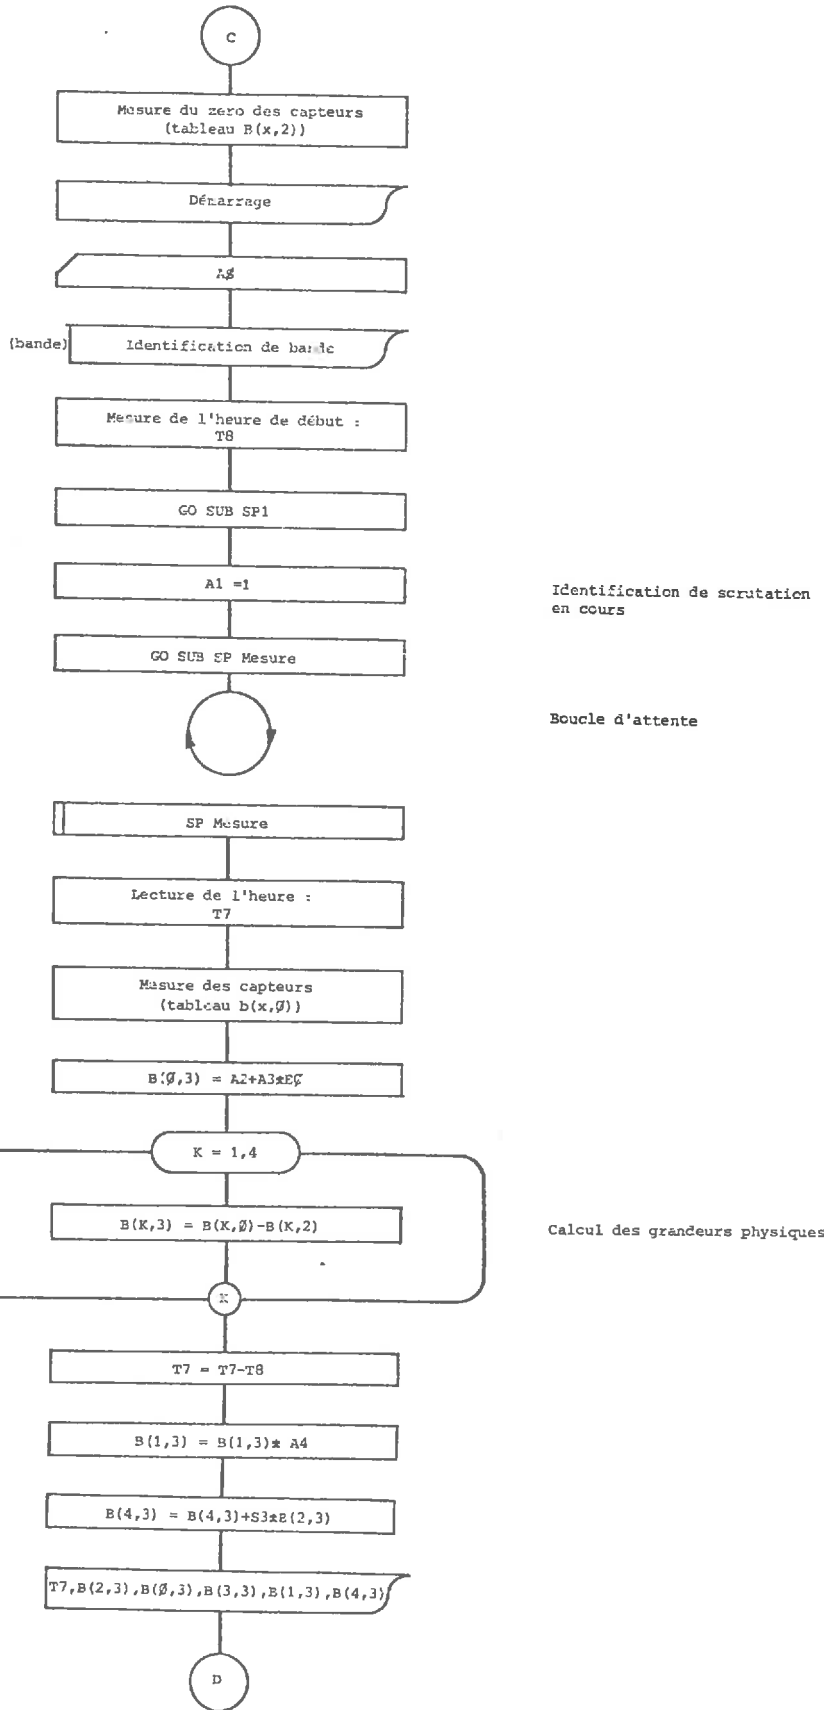 C
Mesure du zero des capteurs
(tableau B(x,2))
Démarrage
A$
(bande)
Identification de bande
Mesure de l'heure de début :
T8
GO SUB SP1
A1 =1
Identification de scrutation
en cours
GO SUB SP Mesure
Boucle d'attente
SP Mesure
Lecture de l'heure :
T7
Mesure des capteurs
(tableau b(x,Ø))
B(Ø,3) = A2+A3*
K = 1,4
B(K,3) = B(K,Ø)-B(K,2)
Calcul des grandeurs physiques
K
T7 = T7-T8
B(1,3) = B(1,3)* A4
B(4,3) = B(4,3)+S3*B(2,3)
T7,B(2,3),B(Ø,3),B(3,3),B(1,3),B(4,3)
D